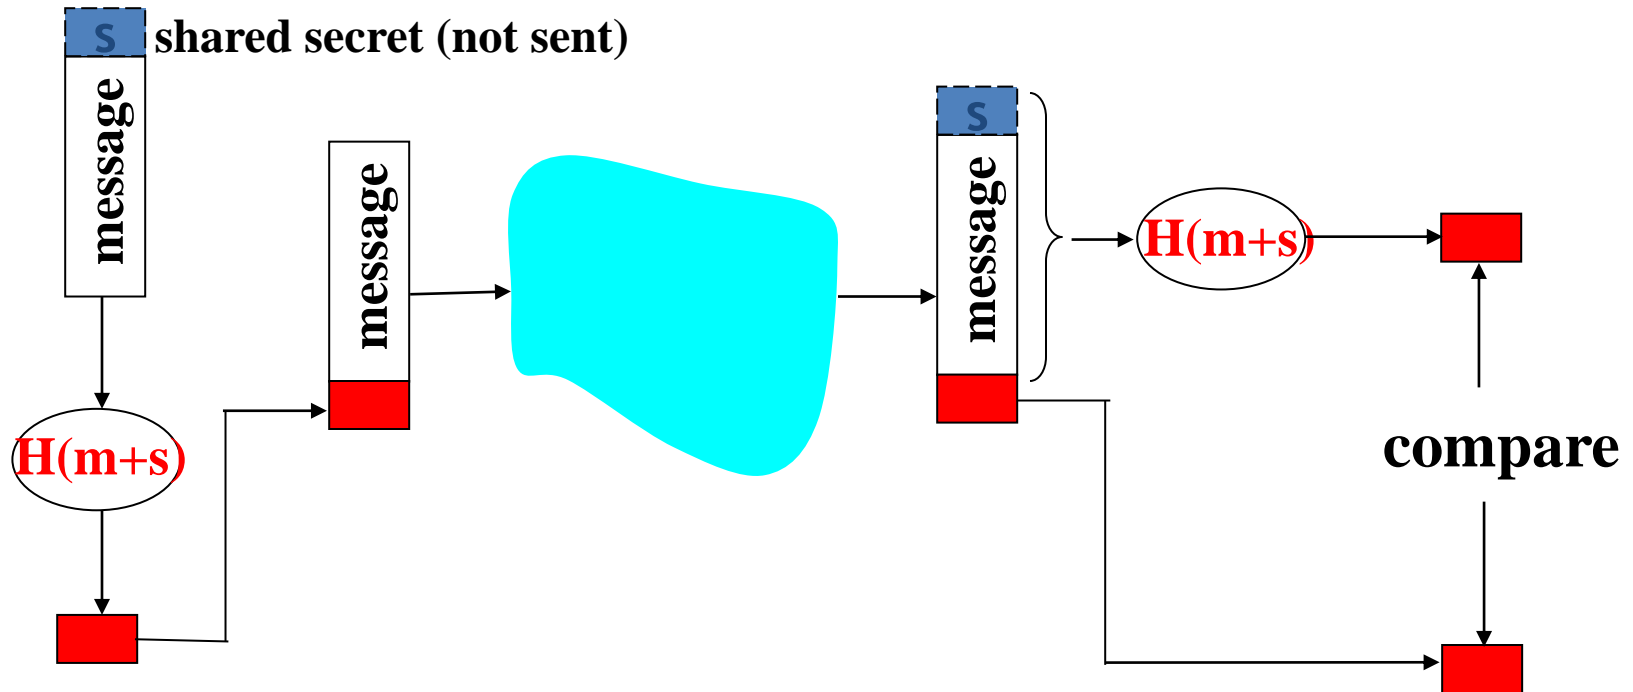 s shared secret (not sent)
message
H(m+s)
message
s
message
H(m+s)
compare